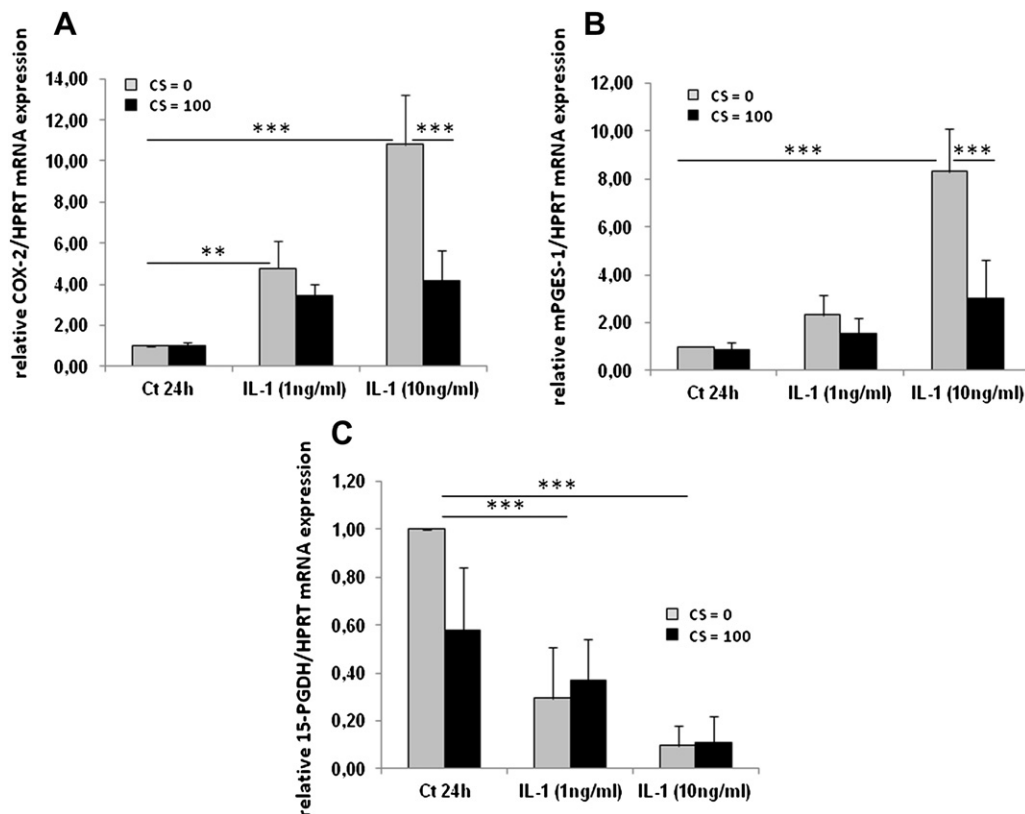 A
relative COX-2/HPRT mRNA expression
14,00
12,00
10,00
8,00
6,00
4,00
2,00
0,00
CS = 0
CS = 100
***
***
**
Ct 24h
IL-1 (1ng/ml)
IL-1 (10ng/ml)
B
relative mPGES-1/HPRT mRNA expression
12,00
10,00
8,00
6,00
4,00
2,00
0,00
CS = 0
CS = 100
***
***
Ct 24h
IL-1 (1ng/ml)
IL-1 (10ng/ml)
C
relative 15-PGDH/HPRT mRNA expression
1,20
1,00
0,80
0,60
0,40
0,20
0,00
***
***
CS = 0
CS = 100
Ct 24h
IL-1 (1ng/ml)
IL-1 (10ng/ml)